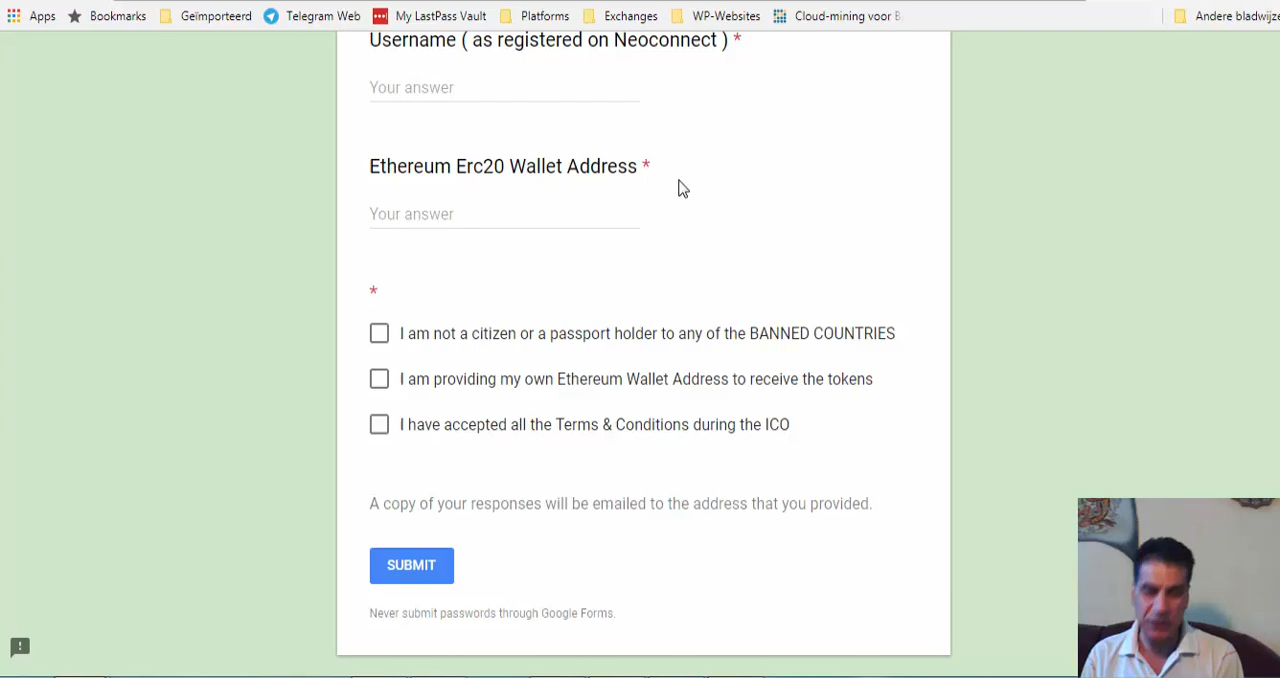 Apps Bookmarks Geïmporteerd Telegram Web My LastPass Vault Platforms Exchanges WP-Websites Cloud-mining voor B Andere bladwijze
Username ( as registered on Neoconnect ) *
Your answer
Ethereum Erc20 Wallet Address *
Your answer
*
I am not a citizen or a passport holder to any of the BANNED COUNTRIES
I am providing my own Ethereum Wallet Address to receive the tokens
I have accepted all the Terms & Conditions during the ICO
A copy of your responses will be emailed to the address that you provided.
SUBMIT
Never submit passwords through Google Forms.